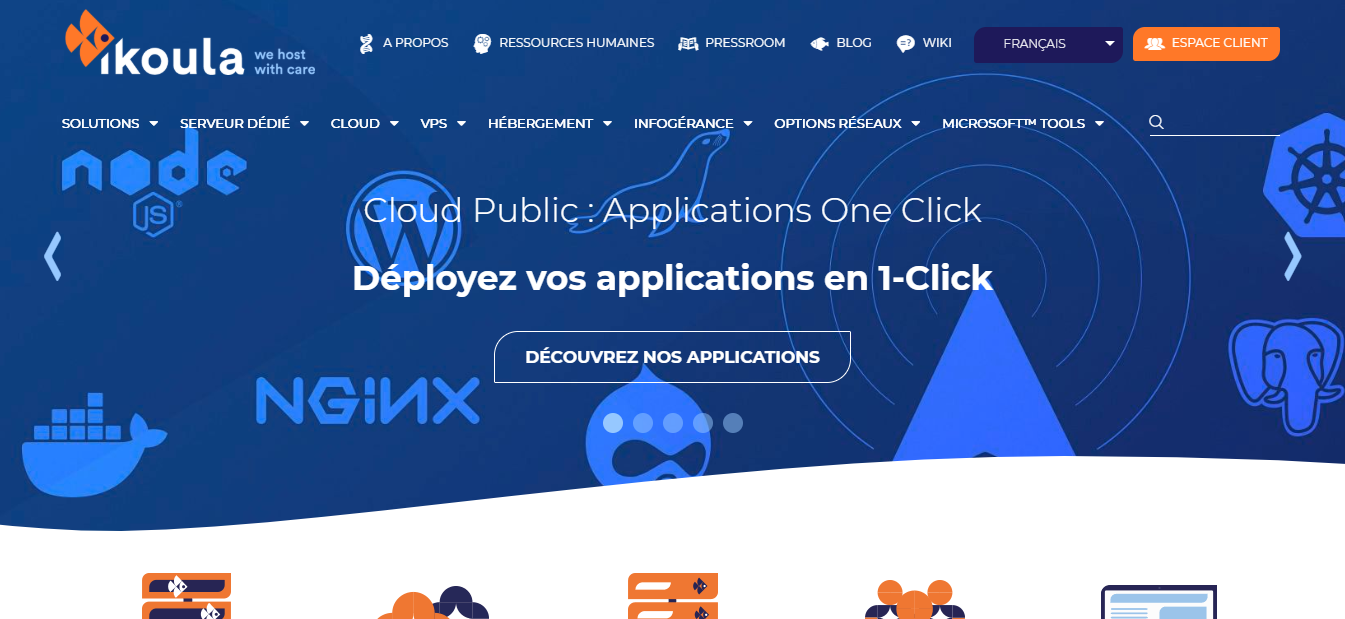 ikoula we host
with care
A PROPOS
RESSOURCES HUMAINES
PRESSROOM
BLOG
WIKI
FRANÇAIS
ESPACE CLIENT
SOLUTIONS
SERVEUR DÉDIÉ
CLOUD
VPS
HÉBERGEMENT
INFOGÉRANCE
OPTIONS RÉSEAUX
MICROSOFT™ TOOLS
node
JS®
Cloud Public : Applications One Click
Déployez vos applications en 1-Click
DÉCOUVREZ NOS APPLICATIONS
NGINX